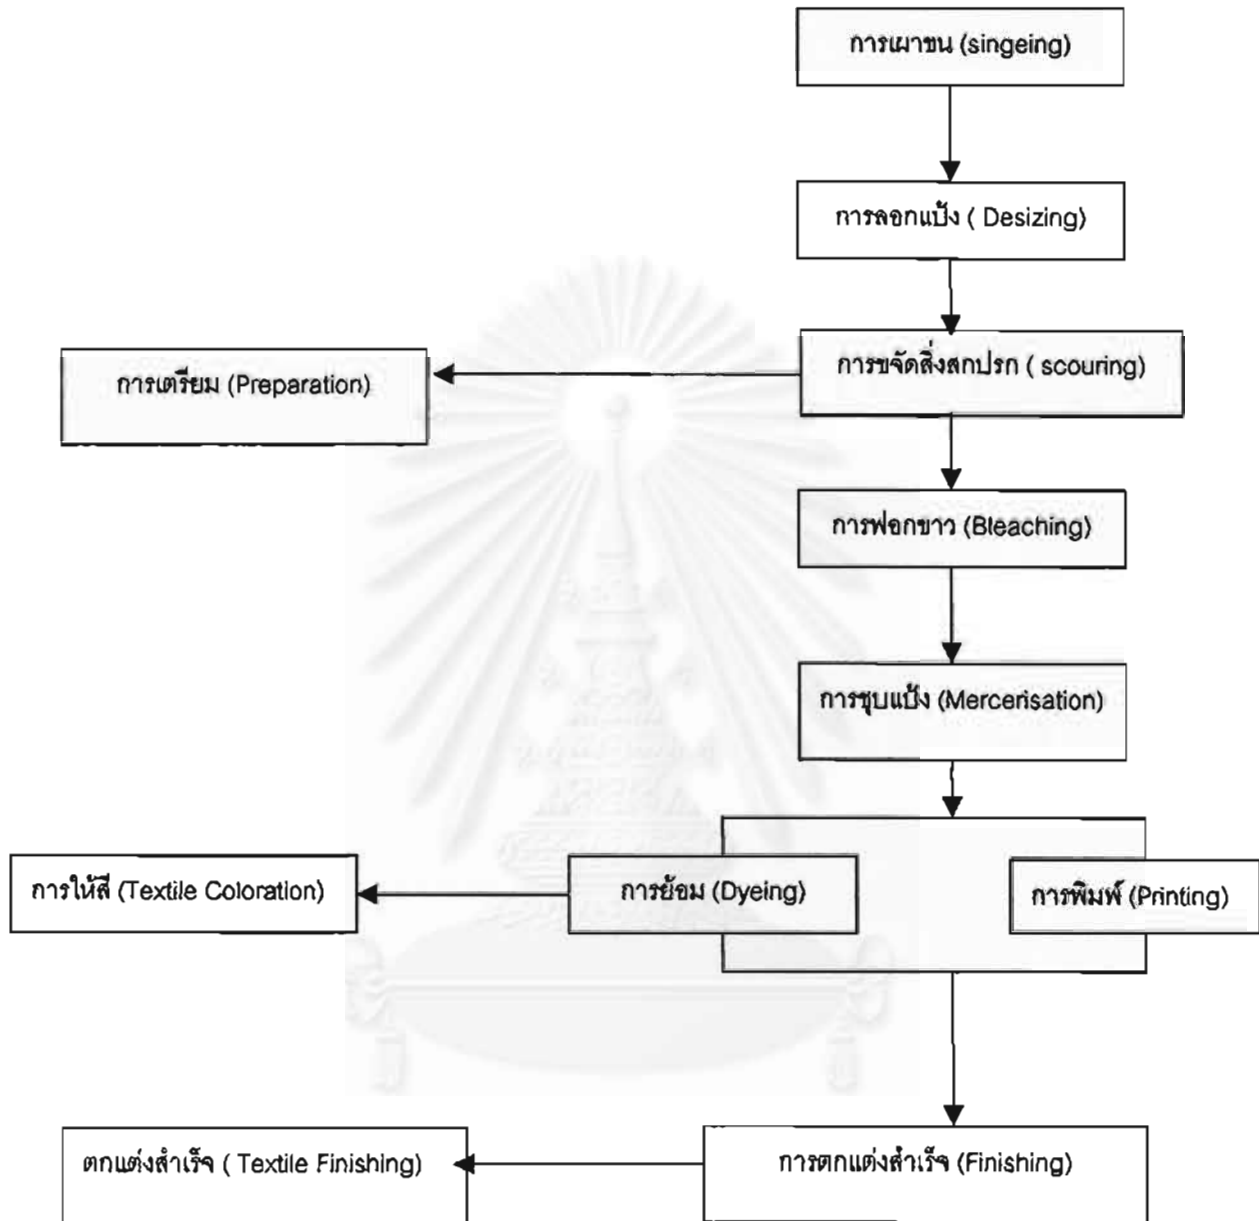 การเผาขน (singeing)
การลอกแป้ง ( Desizing)
การขจัดสิ่งสกปรก ( scouring)
การเตรียม (Preparation)
การฟอกขาว (Bleaching)
การชุบแป้ง (Mercerisation)
การให้สี (Textile Coloration)
การย้อม (Dyeing)
การพิมพ์ (Printing)
ตกแต่งสำเร็จ ( Textile Finishing)
การตกแต่งสำเร็จ (Finishing)